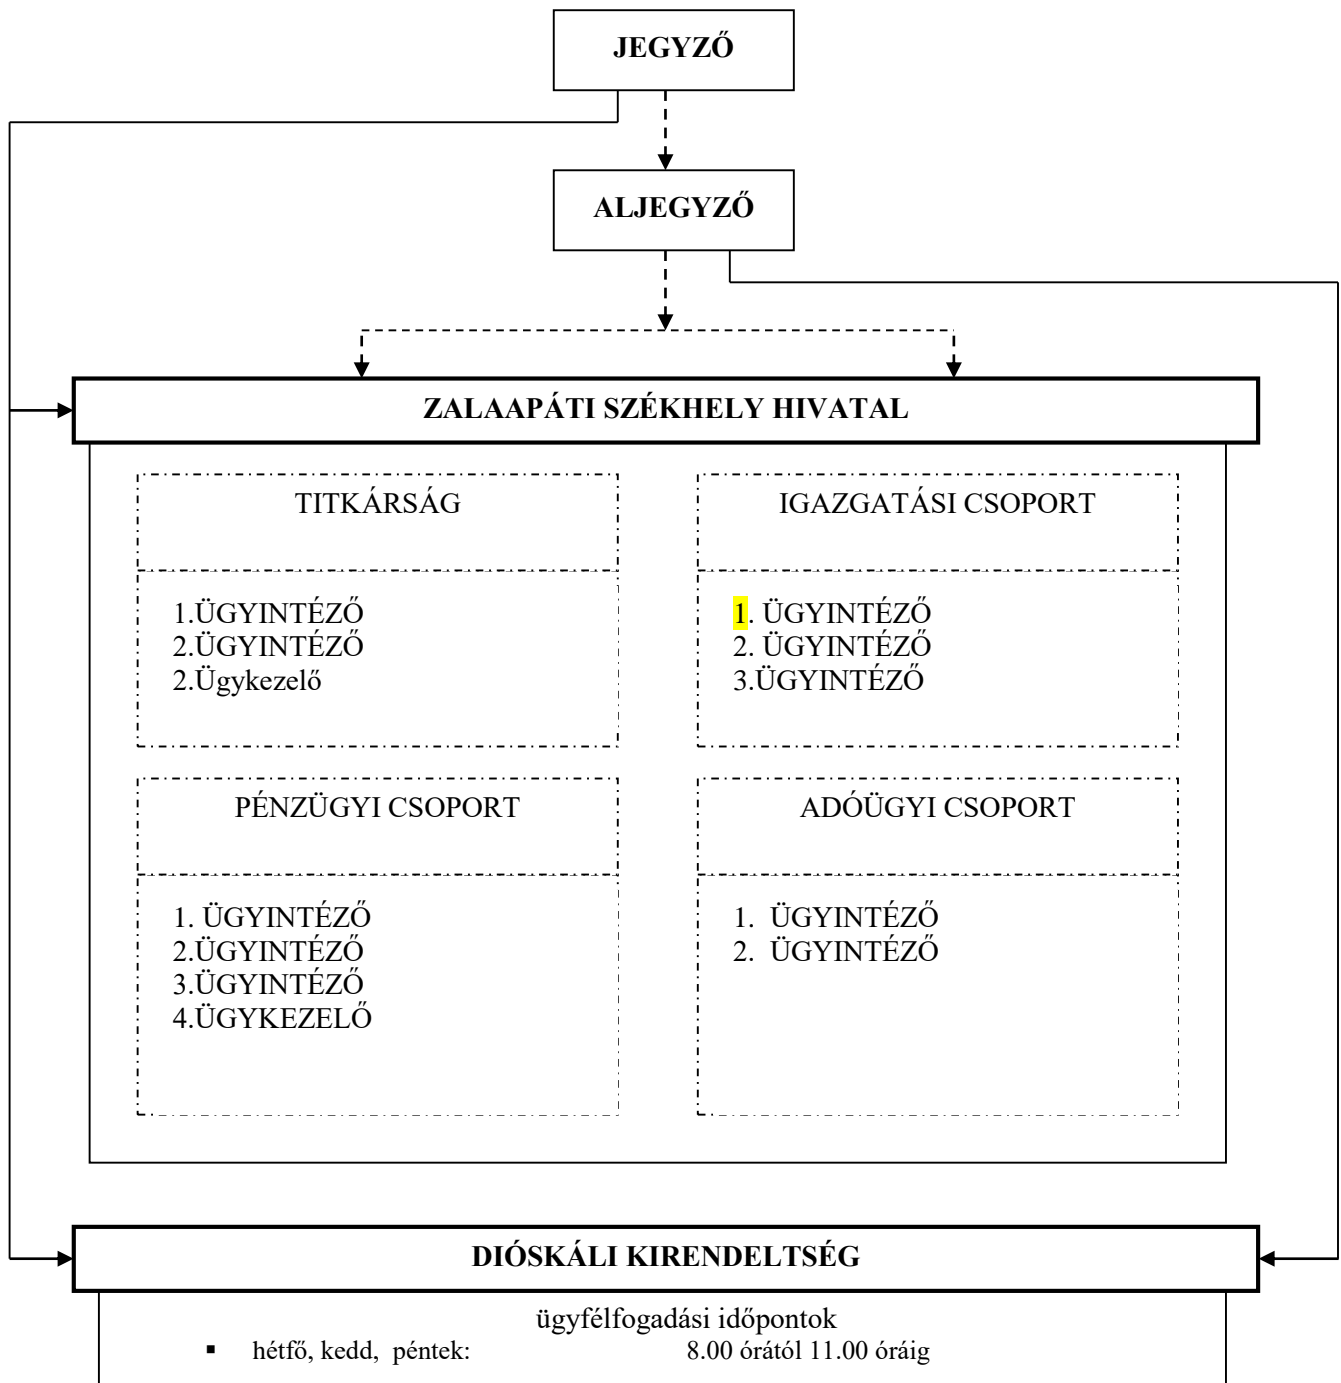 JEGYZŐ
ALJEGYZŐ
ZALAAPÁTI SZÉKHELY HIVATAL
TITKÁRSÁG
1.ÜGYINTÉZŐ
2.ÜGYINTÉZŐ
2.Ügykezelő
IGAZGATÁSI CSOPORT
1. ÜGYINTÉZŐ
2. ÜGYINTÉZŐ
3.ÜGYINTÉZŐ
PÉNZÜGYI CSOPORT
1. ÜGYINTÉZŐ
2.ÜGYINTÉZŐ
3.ÜGYINTÉZŐ
4.ÜGYKEZELŐ
ADÓÜGYI CSOPORT
1. ÜGYINTÉZŐ
2. ÜGYINTÉZŐ
DIÓSKÁLI KIRENDELTSÉG
ügyfélfogadási időpontok
▪ hétfő, kedd, péntek: 8.00 órától 11.00 óráig